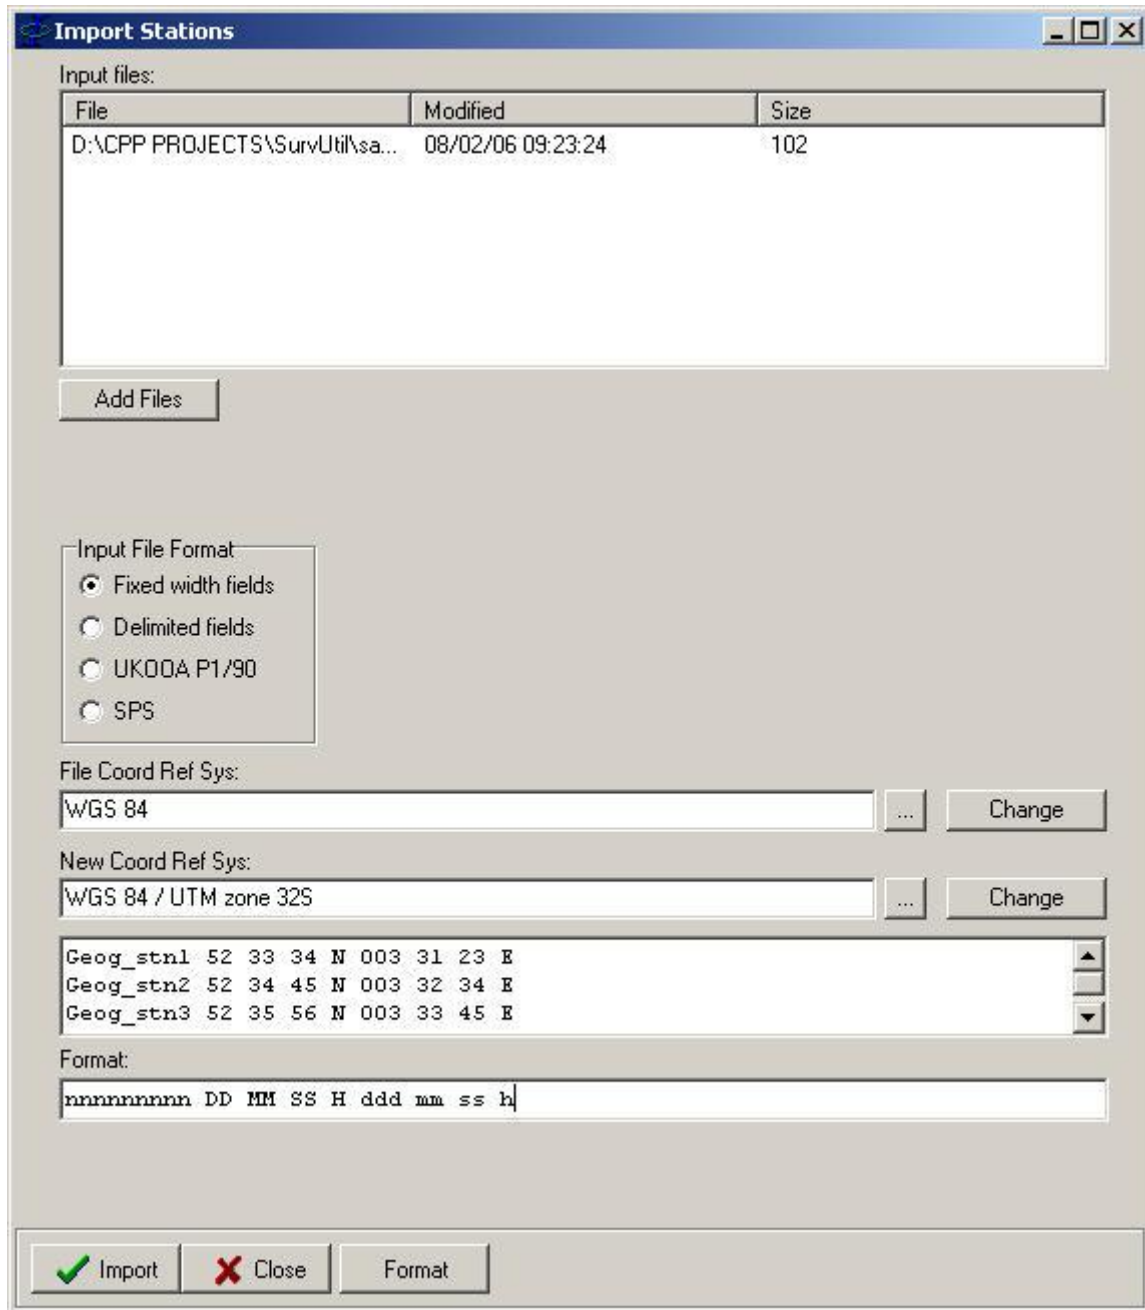 Import Stations
Input files:
File Modified Size
D:\CPP PROJECTS\SurvUtil\sa... 08/02/06 09:23:24 102
Add Files
Input File Format
Fixed width fields
Delimited fields
UKOOA P1/90
SPS
File Coord Ref Sys:
WGS 84 ... Change
New Coord Ref Sys:
WGS 84 / UTM zone 32S ... Change
Geog_stn1 52 33 34 N 003 31 23 E
Geog_stn2 52 34 45 N 003 32 34 E
Geog_stn3 52 35 56 N 003 33 45 E
Format:
nnnnnnnnn DD MM SS H ddd mm ss h
Import Close Format